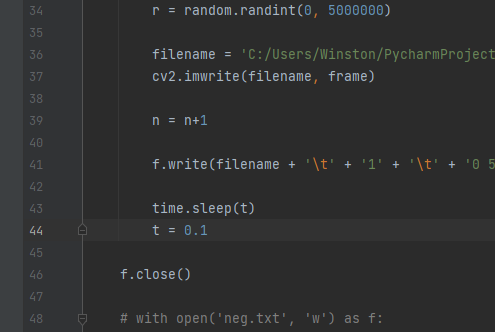 34 r = random.randint(0, 5000000)
35
36 filename = 'C:/Users/Winston/PycharmProject
37 cv2.imwrite(filename, frame)
38
39 n = n+1
40
41 f.write(filename + '\t' + '1' + '\t' + '0 5
42
43 time.sleep(t)
44 t = 0.1
45
46 f.close()
47
48 # with open('neg.txt', 'w') as f: